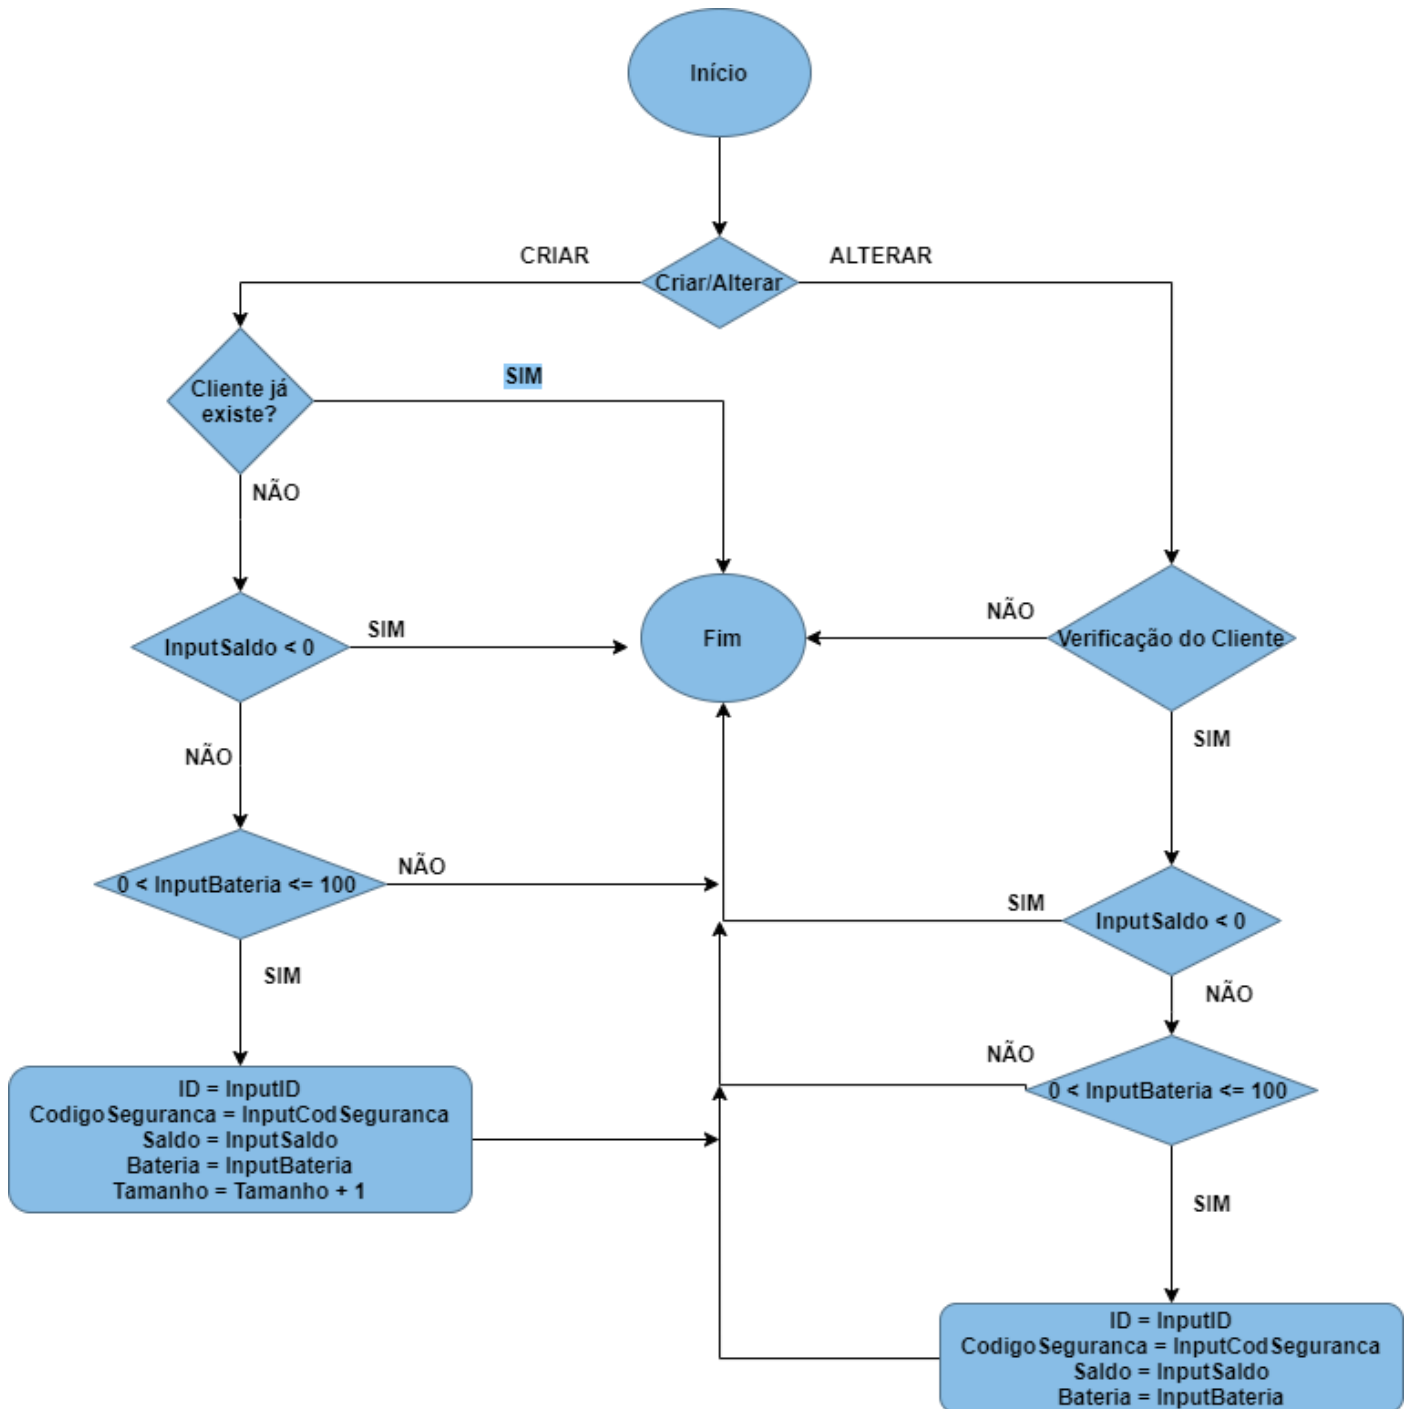 Início
CRIAR
ALTERAR
Criar/Alterar
SIM
Cliente já
existe?
NÃO
NÃO
SIM
Fim
Verificação do Cliente
InputSaldo < 0
SIM
NÃO
NÃO
0 < InputBateria <= 100
SIM
InputSaldo < 0
SIM
NÃO
NÃO
0 < InputBateria <= 100
ID = InputID
CodigoSeguranca = InputCodSeguranca
Saldo = InputSaldo
Bateria = InputBateria
Tamanho = Tamanho + 1
SIM
ID = InputID
CodigoSeguranca = InputCodSeguranca
Saldo = InputSaldo
Bateria = InputBateria